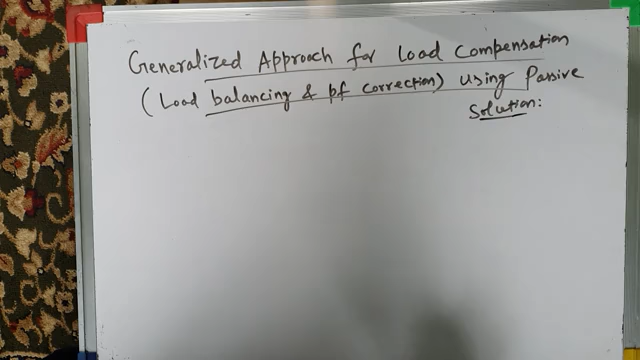 Generalized Approach for Load Compensation
(Load balancing & pf correction) using Passive
Solution: